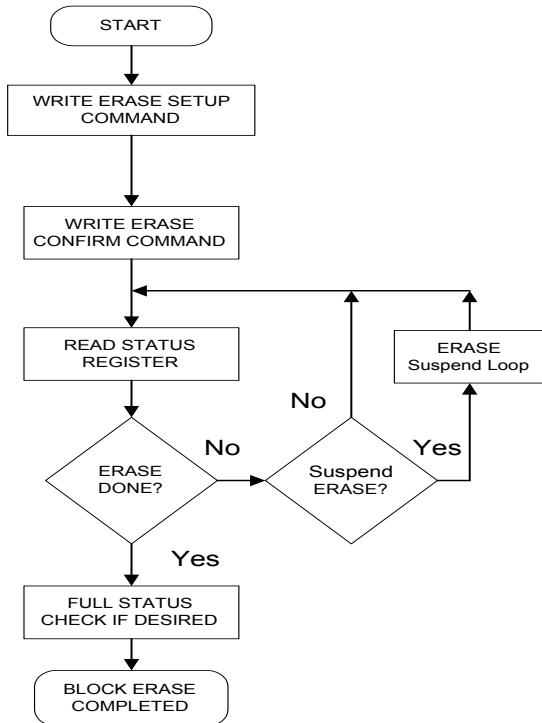 START
WRITE ERASE SETUP
COMMAND
WRITE ERASE
CONFIRM COMMAND
READ STATUS
REGISTER
ERASE
Suspend Loop
No
No
Yes
ERASE
DONE?
Suspend
ERASE?
Yes
FULL STATUS
CHECK IF DESIRED
BLOCK ERASE
COMPLETED